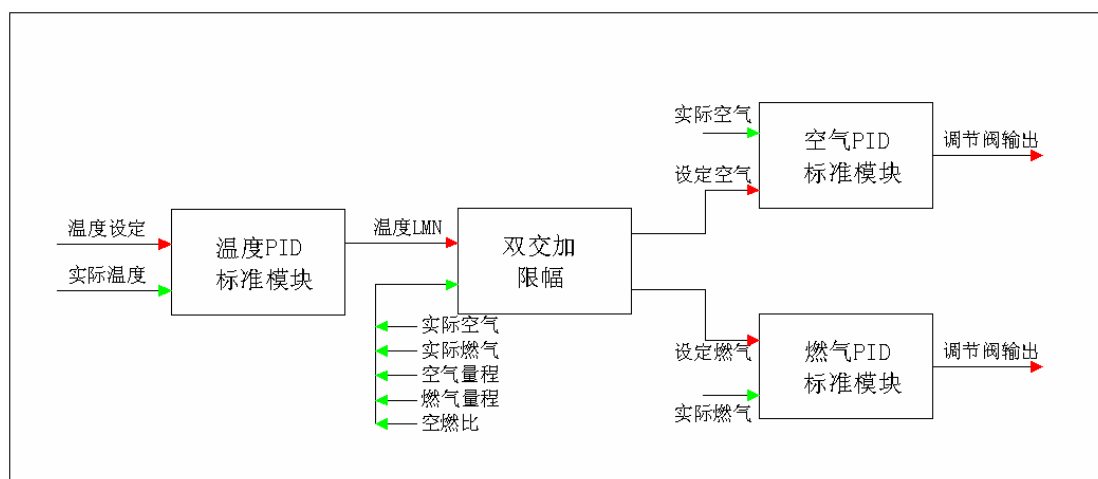 温度设定
实际温度
温度PID
标准模块
温度LMN
双交加
限幅
实际空气
实际燃气
空气量程
燃气量程
空燃比
实际空气
设定空气
空气PID
标准模块
调节阀输出
设定燃气
实际燃气
燃气PID
标准模块
调节阀输出